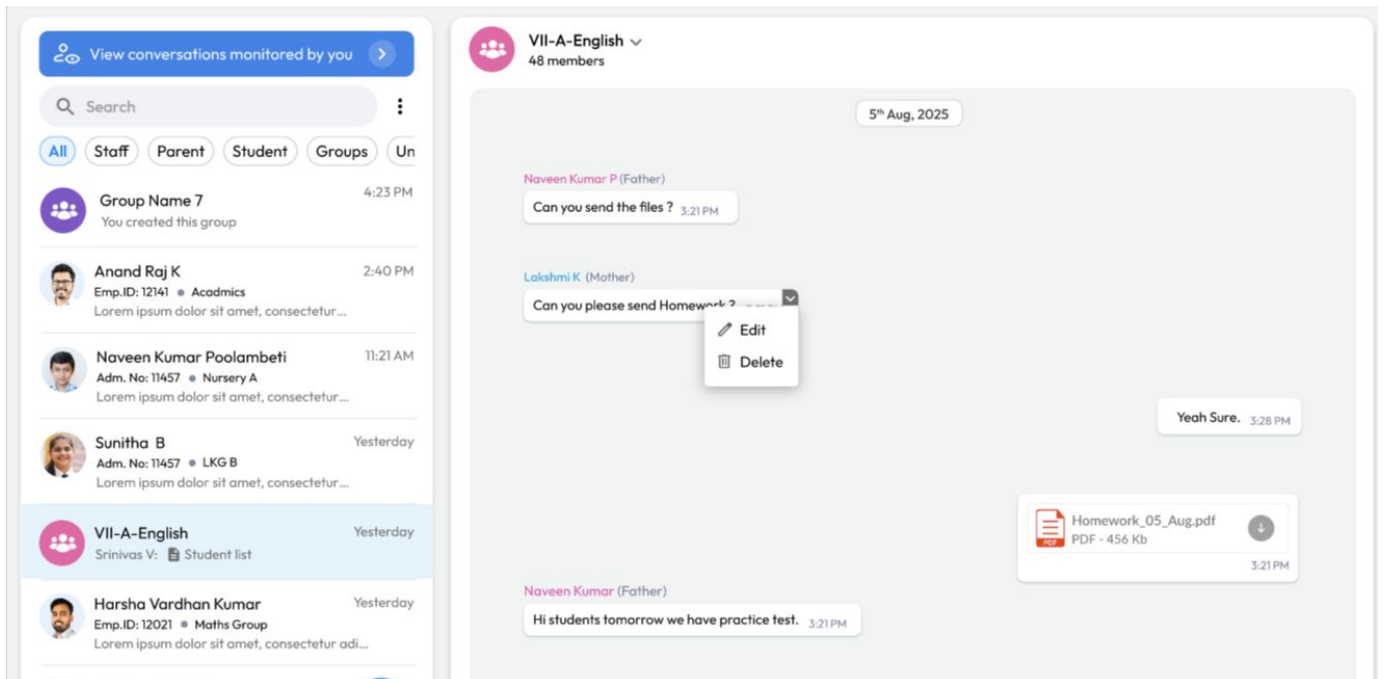 View conversations monitored by you
Search
All Staff Parent Student Groups Un
Group Name 7 4:23 PM
You created this group
Anand Raj K 2:40 PM
Emp.ID: 12141 • Acadmics
Lorem ipsum dolor sit amet, consectetur...
Naveen Kumar Poolambeti 11:21 AM
Adm. No: 11457 • Nursery A
Lorem ipsum dolor sit amet, consectetur...
Sunitha B Yesterday
Adm. No: 11457 • LKG B
Lorem ipsum dolor sit amet, consectetur...
VII-A-English Yesterday
Srinivas V: Student list
Harsha Vardhan Kumar Yesterday
Emp.ID: 12021 • Maths Group
Lorem ipsum dolor sit amet, consectetur adi...
VII-A-English
48 members
5th Aug, 2025
Naveen Kumar P (Father)
Can you send the files ? 3:21 PM
Lakshmi K (Mother)
Can you please send Homework ?
Edit
Delete
Yeah Sure. 3:28 PM
Homework_05_Aug.pdf
PDF PDF - 456 Kb
3:21 PM
Naveen Kumar (Father)
Hi students tomorrow we have practice test. 3:21 PM